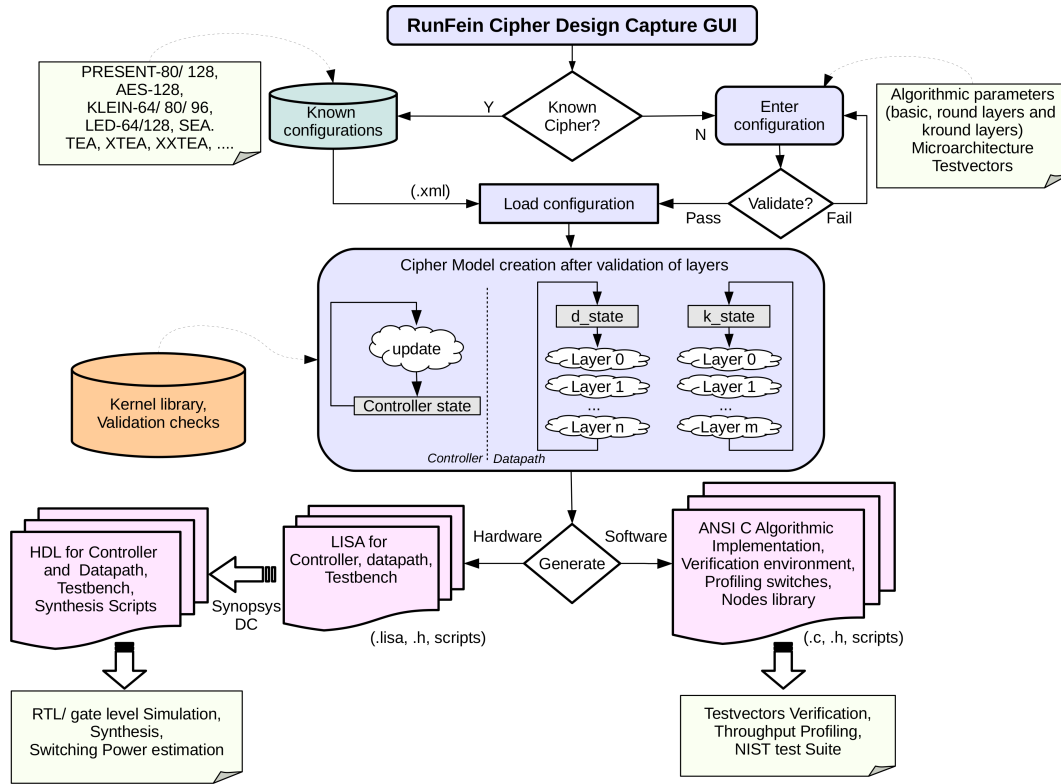 RunFein Cipher Design Capture GUI
PRESENT-80/ 128,
AES-128,
KLEIN-64/ 80/ 96,
LED-64/128, SEA.
TEA, XTEA, XXTEA, ....
Known
configurations
Y
Known
Cipher?
N
Enter
configuration
Algorithmic parameters
(basic, round layers and
kround layers)
Microarchitecture
Testvectors
(.xml)
Load configuration
Pass
Validate?
Fail
Cipher Model creation after validation of layers
update
Controller state
d_state
Layer 0
Layer 1
...
Layer n
k_state
Layer 0
Layer 1
...
Layer m
Controller
Datapath
Kernel library,
Validation checks
Hardware
Generate
Software
HDL for Controller
and Datapath,
Testbench,
Synthesis Scripts
Synopsys
DC
LISA for
Controller, datapath,
Testbench
(.lisa, .h, scripts)
ANSI C Algorithmic
Implementation,
Verification environment,
Profiling switches,
Nodes library
(.c, .h, scripts)
RTL/ gate level Simulation,
Synthesis,
Switching Power estimation
Testvectors Verification,
Throughput Profiling,
NIST test Suite